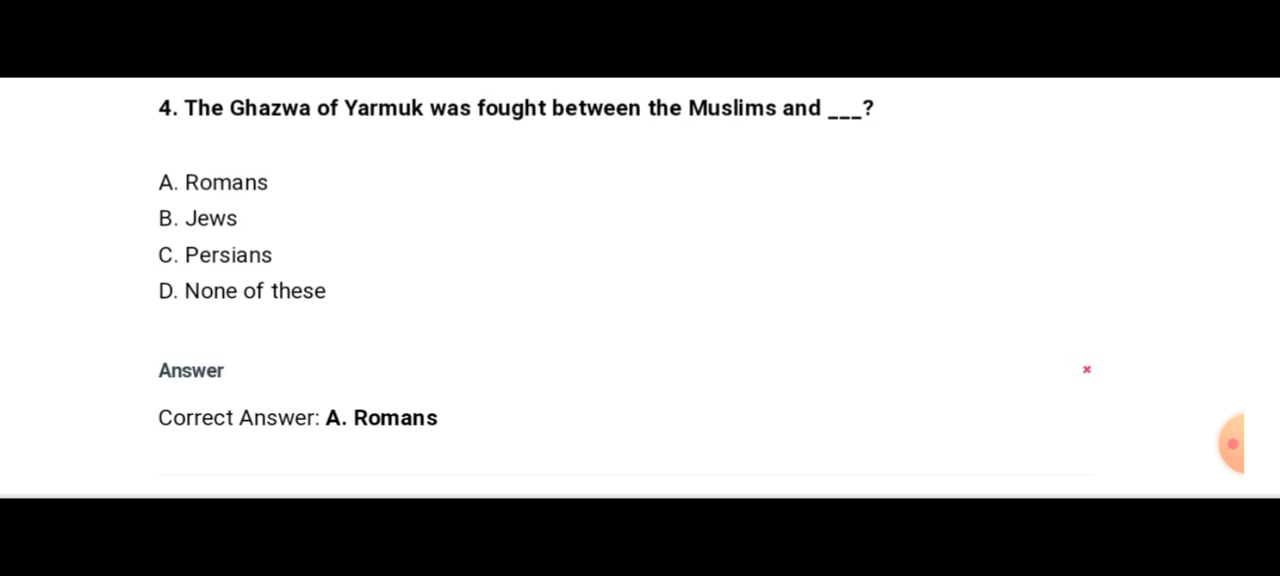 4. The Ghazwa of Yarmuk was fought between the Muslims and ___?
A. Romans
B. Jews
C. Persians
D. None of these
Answer
Correct Answer: A. Romans